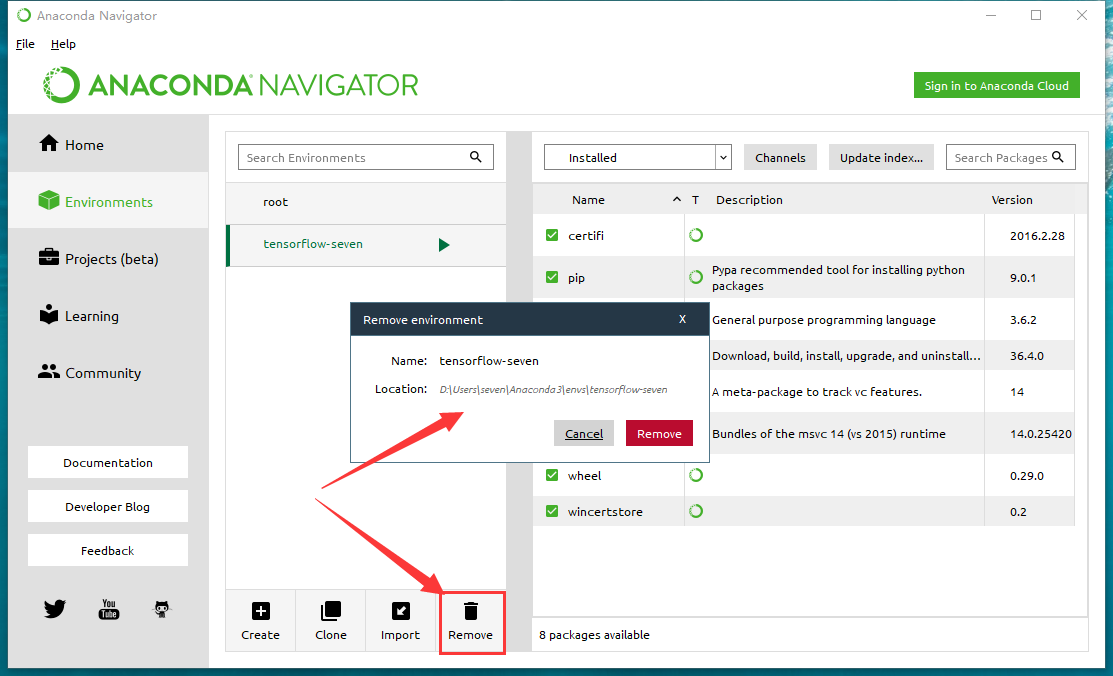 Anaconda Navigator
File Help
ANACONDA NAVIGATOR
Sign in to Anaconda Cloud
Home
Environments
Projects (beta)
Learning
Community
Documentation
Developer Blog
Feedback
You
Tube
Search Environments
root
tensorflow-seven
Create Clone Import Remove
Installed Channels Update index... Search Packages
Name T Description Version
certifi 2016.2.28
pip Pypa recommended tool for installing python
packages 9.0.1
General purpose programming language 3.6.2
Download, build, install, upgrade, and uninstall... 36.4.0
A meta-package to track vc features. 14
Bundles of the msvc 14 (vs 2015) runtime 14.0.25420
wheel 0.29.0
wincertstore 0.2
8 packages available
Remove environment X
Name: tensorflow-seven
Location: D:\Users\seven\Anaconda3\envs\tensorflow-seven
Cancel Remove